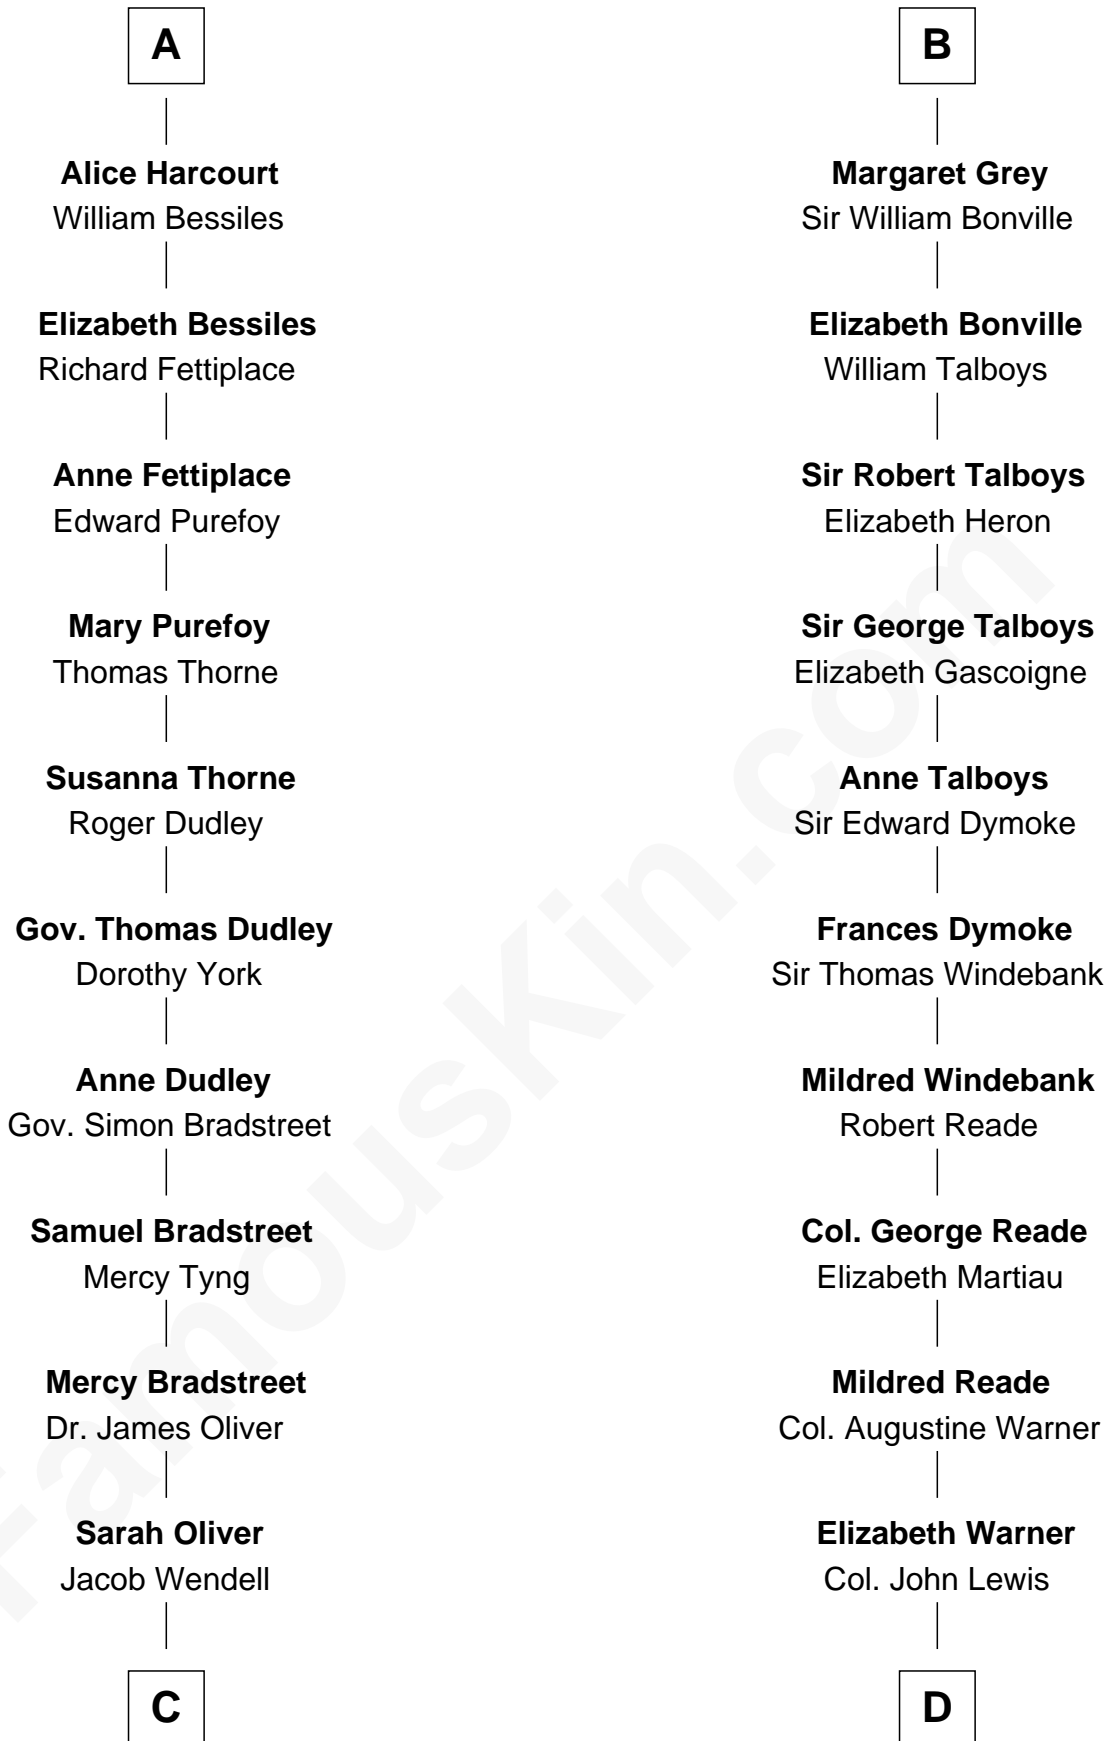 A
Alice Harcourt
William Bessiles
Elizabeth Bessiles
Richard Fettiplace
Anne Fettiplace
Edward Purefoy
Mary Purefoy
Thomas Thorne
Susanna Thorne
Roger Dudley
Gov. Thomas Dudley
Dorothy York
Anne Dudley
Gov. Simon Bradstreet
Samuel Bradstreet
Mercy Tyng
Mercy Bradstreet
Dr. James Oliver
Sarah Oliver
Jacob Wendell
C
B
Margaret Grey
Sir William Bonville
Elizabeth Bonville
William Talboys
Sir Robert Talboys
Elizabeth Heron
Sir George Talboys
Elizabeth Gascoigne
Anne Talboys
Sir Edward Dymoke
Frances Dymoke
Sir Thomas Windebank
Mildred Windebank
Robert Reade
Col. George Reade
Elizabeth Martiau
Mildred Reade
Col. Augustine Warner
Elizabeth Warner
Col. John Lewis
D
FamousKin.com